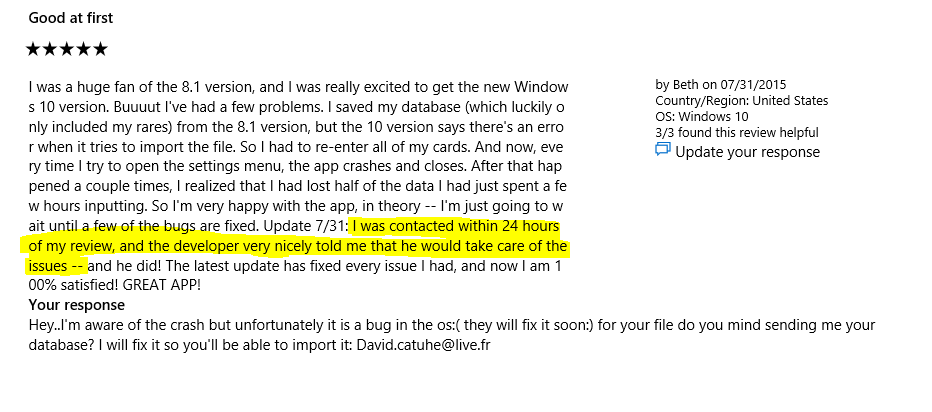 Good at first
★★★★★
I was a huge fan of the 8.1 version, and I was really excited to get the new Window
s 10 version. Buuuut I've had a few problems. I saved my database (which luckily o
nly included my rares) from the 8.1 version, but the 10 version says there's an erro
r when it tries to import the file. So I had to re-enter all of my cards. And now, eve
ry time I try to open the settings menu, the app crashes and closes. After that hap
pened a couple times, I realized that I had lost half of the data I had just spent a fe
w hours inputting. So I'm very happy with the app, in theory -- I'm just going to w
ait until a few of the bugs are fixed. Update 7/31: I was contacted within 24 hours
of my review, and the developer very nicely told me that he would take care of the
issues -- and he did! The latest update has fixed every issue I had, and now I am 1
00% satisfied! GREAT APP!
by Beth on 07/31/2015
Country/Region: United States
OS: Windows 10
3/3 found this review helpful
Update your response
Your response
Hey..I'm aware of the crash but unfortunately it is a bug in the os:( they will fix it soon:) for your file do you mind sending me your
database? I will fix it so you'll be able to import it: David.catuhe@live.fr